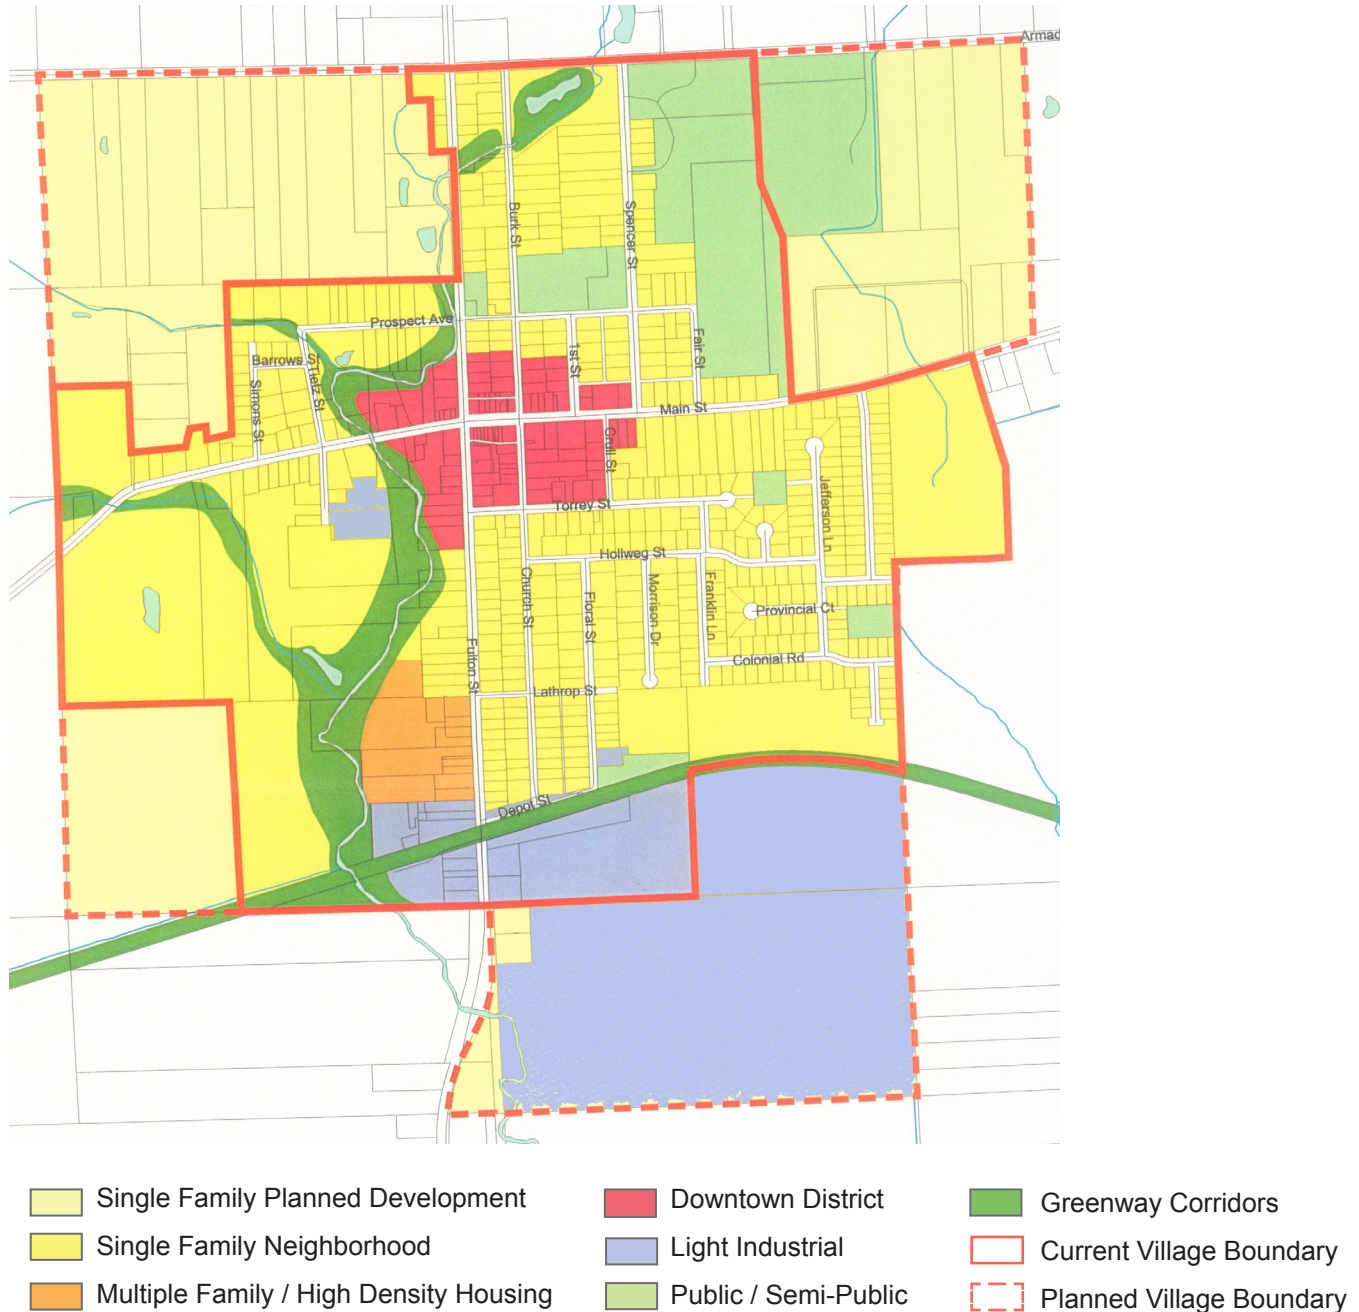 Armad
Burk St
Spencer St
Prospect Ave
Barrows St
Tietz St
Simons St
1st St
Fair St
Main St
Crull St
Torrey St
Jefferson Ln
Hollweg St
Church St
Floral St
Morrison Dr
Franklin Ln
Provincial Ct
Fulton St
Colonial Rd
Lathrop St
Depot St
Single Family Planned Development
Single Family Neighborhood
Multiple Family / High Density Housing
Downtown District
Light Industrial
Public / Semi-Public
Greenway Corridors
Current Village Boundary
Planned Village Boundary